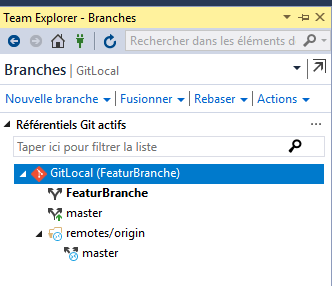 Team Explorer - Branches
Rechercher dans les éléments d
Branches | GitLocal
Nouvelle branche | Fusionner | Rebaser | Actions
Référentiels Git actifs
Taper ici pour filtrer la liste
GitLocal (FeaturBranche)
FeaturBranche
master
remotes/origin
master